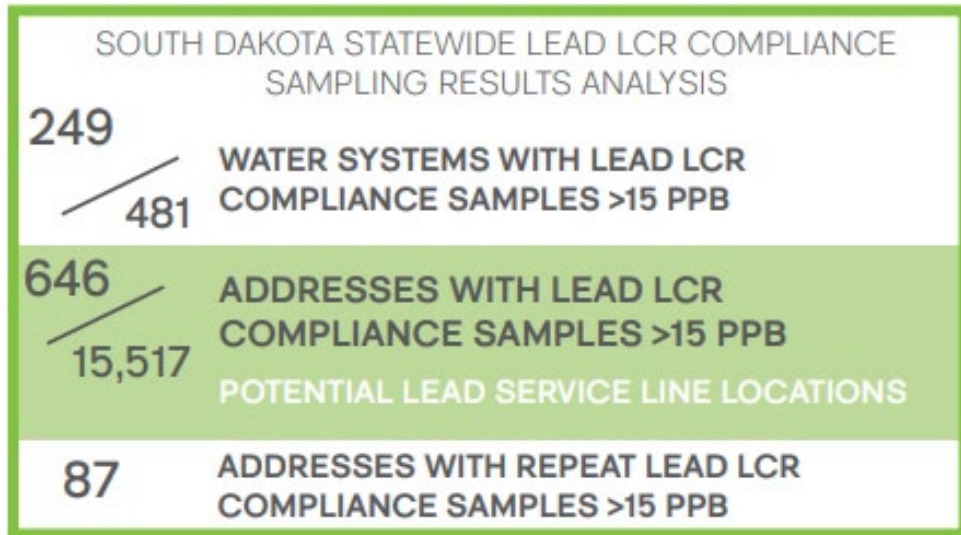 SOUTH DAKOTA STATEWIDE LEAD LCR COMPLIANCE
SAMPLING RESULTS ANALYSIS
249/481
WATER SYSTEMS WITH LEAD LCR
COMPLIANCE SAMPLES >15 PPB
646/15,517
ADDRESSES WITH LEAD LCR
COMPLIANCE SAMPLES >15 PPB
POTENTIAL LEAD SERVICE LINE LOCATIONS
87
ADDRESSES WITH REPEAT LEAD LCR
COMPLIANCE SAMPLES >15 PPB